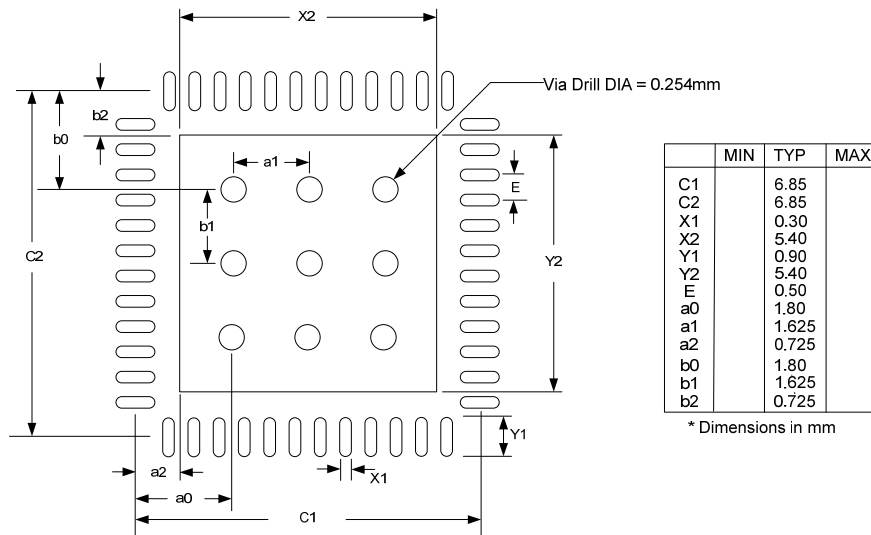 X2
Via Drill DIA = 0.254mm
b2
b0
a1
E
b1
C2
Y2
Y1
a2
X1
a0
C1
MIN TYP MAX
C1 6.85
C2 6.85
X1 0.30
X2 5.40
Y1 0.90
Y2 5.40
E 0.50
a0 1.80
a1 1.625
a2 0.725
b0 1.80
b1 1.625
b2 0.725
* Dimensions in mm